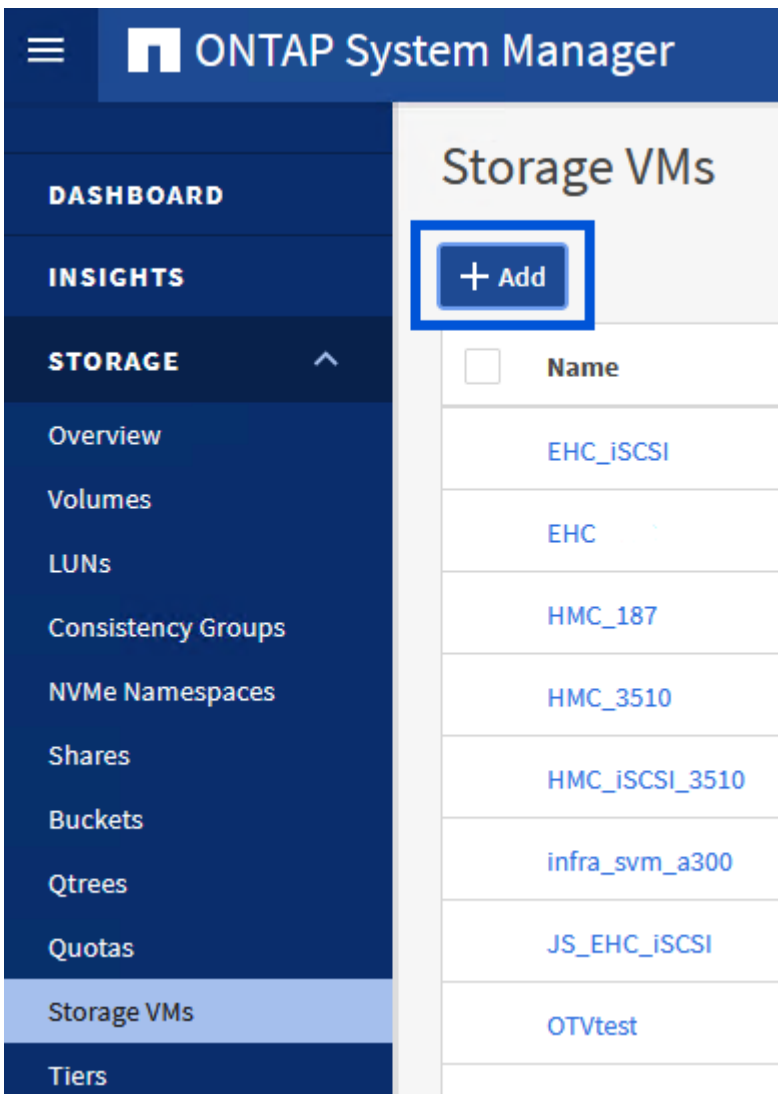 ONTAP System Manager
DASHBOARD
INSIGHTS
STORAGE
Overview
Volumes
LUNs
Consistency Groups
NVMe Namespaces
Shares
Buckets
Qtrees
Quotas
Storage VMs
Tiers
Storage VMs
+ Add
Name
EHC_iSCSI
EHC
HMC_187
HMC_3510
HMC_iSCSI_3510
infra_svm_a300
JS_EHC_iSCSI
OTVtest